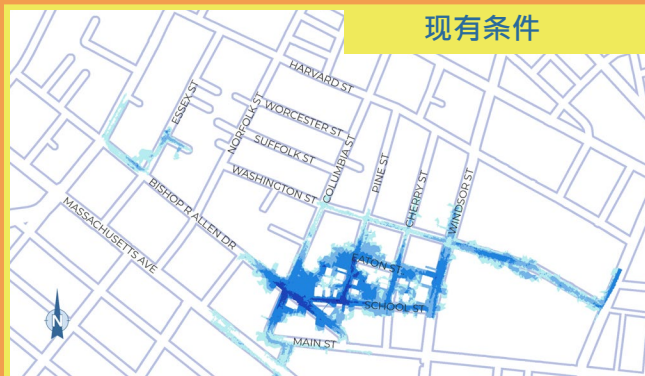 现有条件
HARVARD ST
ESSEX ST
WORCESTER ST
NORFOLK ST
SUFFOLK ST
COLUMBIA ST
PINE ST
WASHINGTON ST
CHERRY ST
WINDSOR ST
BISHOP R ALLEN DR
MASSACHUSETTS AVE
EATON ST
SCHOOL ST
MAIN ST
N